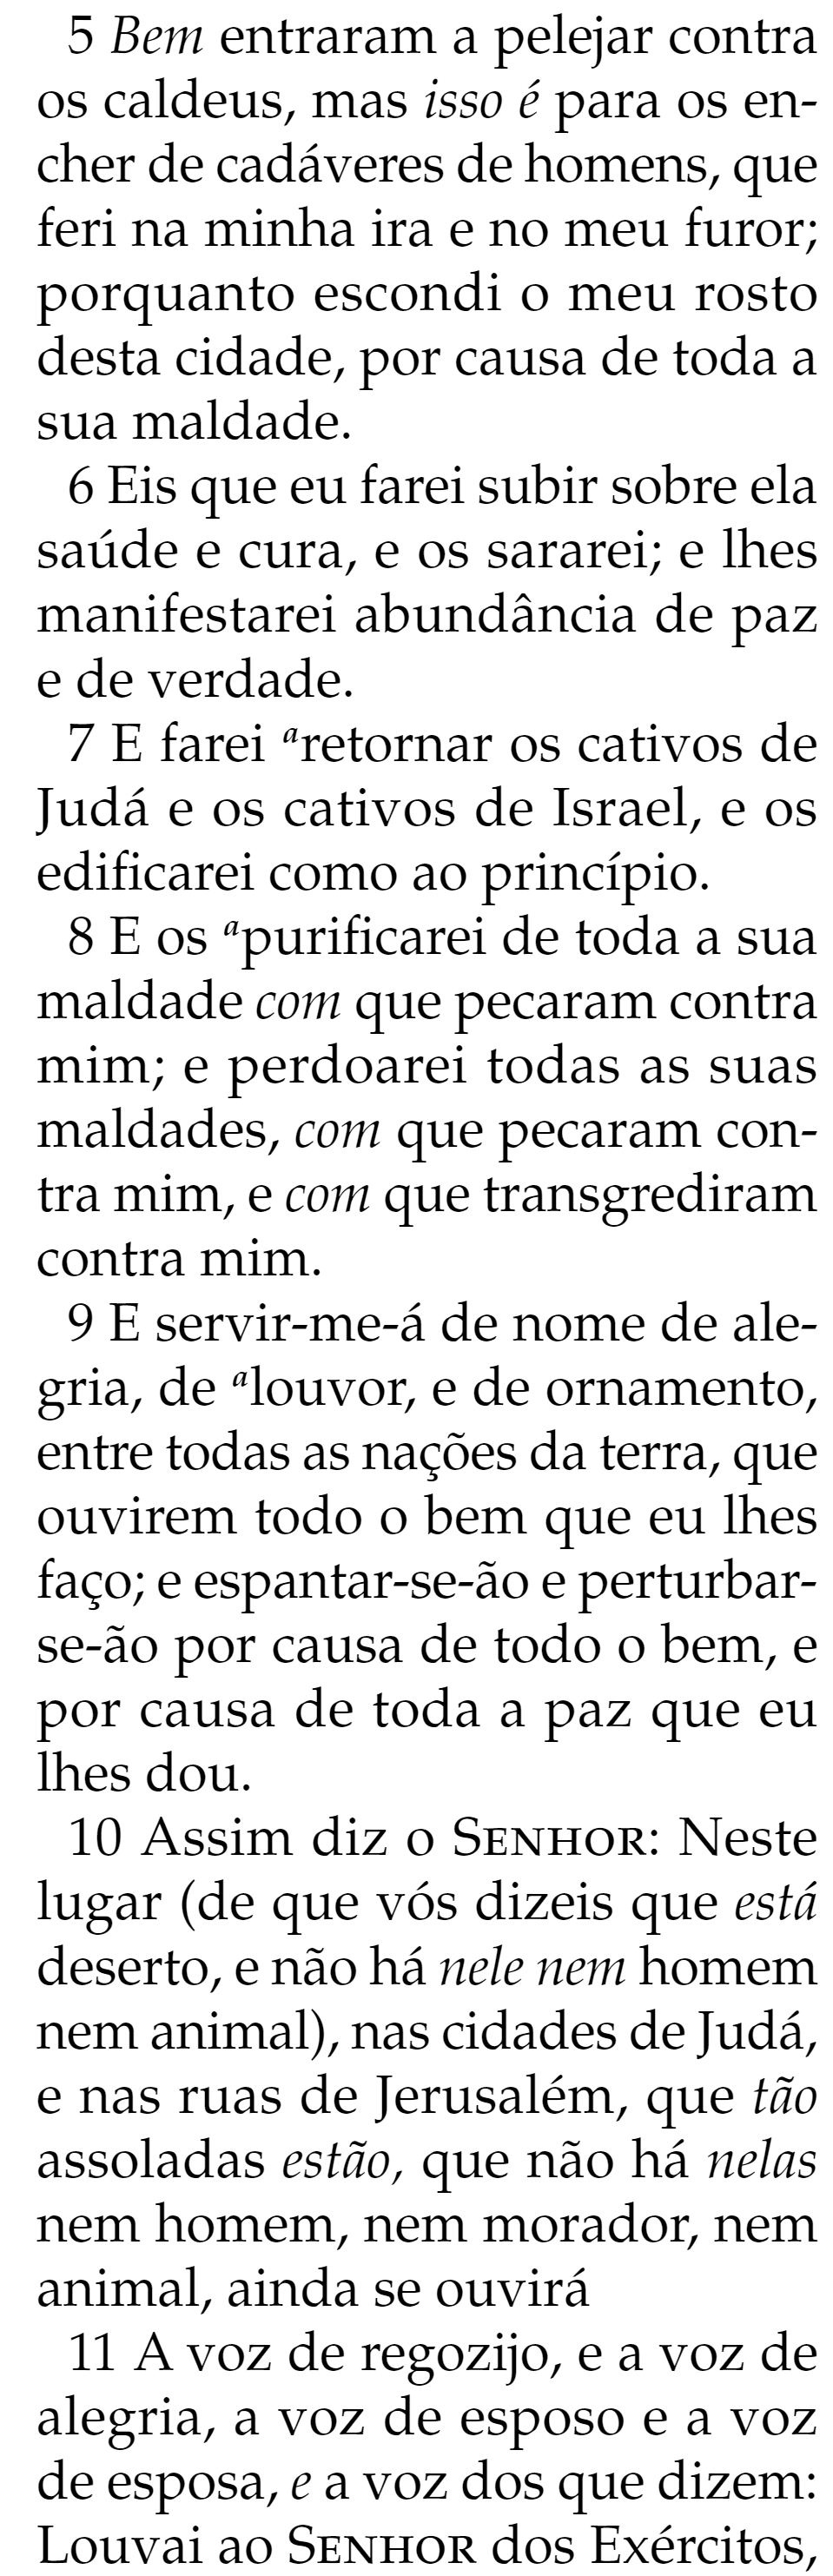 5 Bem entraram a pelejar contra
os caldeus, mas isso é para os en-
cher de cadáveres de homens, que
feri na minha ira e no meu furor;
porquanto escondi o meu rosto
desta cidade, por causa de toda a
sua maldade.
6 Eis que eu farei subir sobre ela
saúde e cura, e os sararei; e lhes
manifestarei abundância de paz
e de verdade.
7 E farei ᵃretornar os cativos de
Judá e os cativos de Israel, e os
edificarei como ao princípio.
8 E os ᵃpurificarei de toda a sua
maldade com que pecaram contra
mim; e perdoarei todas as suas
maldades, com que pecaram con-
tra mim, e com que transgrediram
contra mim.
9 E servir-me-á de nome de ale-
gria, de ᵃlouvor, e de ornamento,
entre todas as nações da terra, que
ouvirem todo o bem que eu lhes
faço; e espantar-se-ão e perturbar-
se-ão por causa de todo o bem, e
por causa de toda a paz que eu
lhes dou.
10 Assim diz o SENHOR: Neste
lugar (de que vós dizeis que está
deserto, e não há nele nem homem
nem animal), nas cidades de Judá,
e nas ruas de Jerusalém, que tão
assoladas estão, que não há nelas
nem homem, nem morador, nem
animal, ainda se ouvirá
11 A voz de regozijo, e a voz de
alegria, a voz de esposo e a voz
de esposa, e a voz dos que dizem:
Louvai ao SENHOR dos Exércitos,